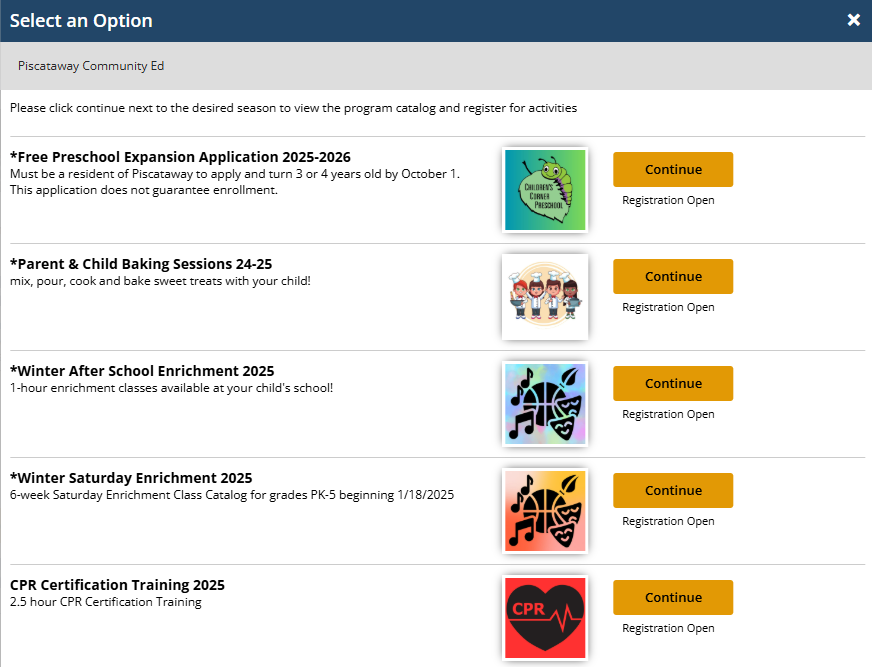 Select an Option
Piscataway Community Ed
Please click continue next to the desired season to view the program catalog and register for activities
*Free Preschool Expansion Application 2025-2026
Must be a resident of Piscataway to apply and turn 3 or 4 years old by October 1.
This application does not guarantee enrollment.
CHILDREN'S
CORNER
PRESCHOOL
Continue
Registration Open
*Parent & Child Baking Sessions 24-25
mix, pour, cook and bake sweet treats with your child!
Continue
Registration Open
*Winter After School Enrichment 2025
1-hour enrichment classes available at your child's school!
Continue
Registration Open
*Winter Saturday Enrichment 2025
6-week Saturday Enrichment Class Catalog for grades PK-5 beginning 1/18/2025
Continue
Registration Open
CPR Certification Training 2025
2.5 hour CPR Certification Training
CPR
Continue
Registration Open